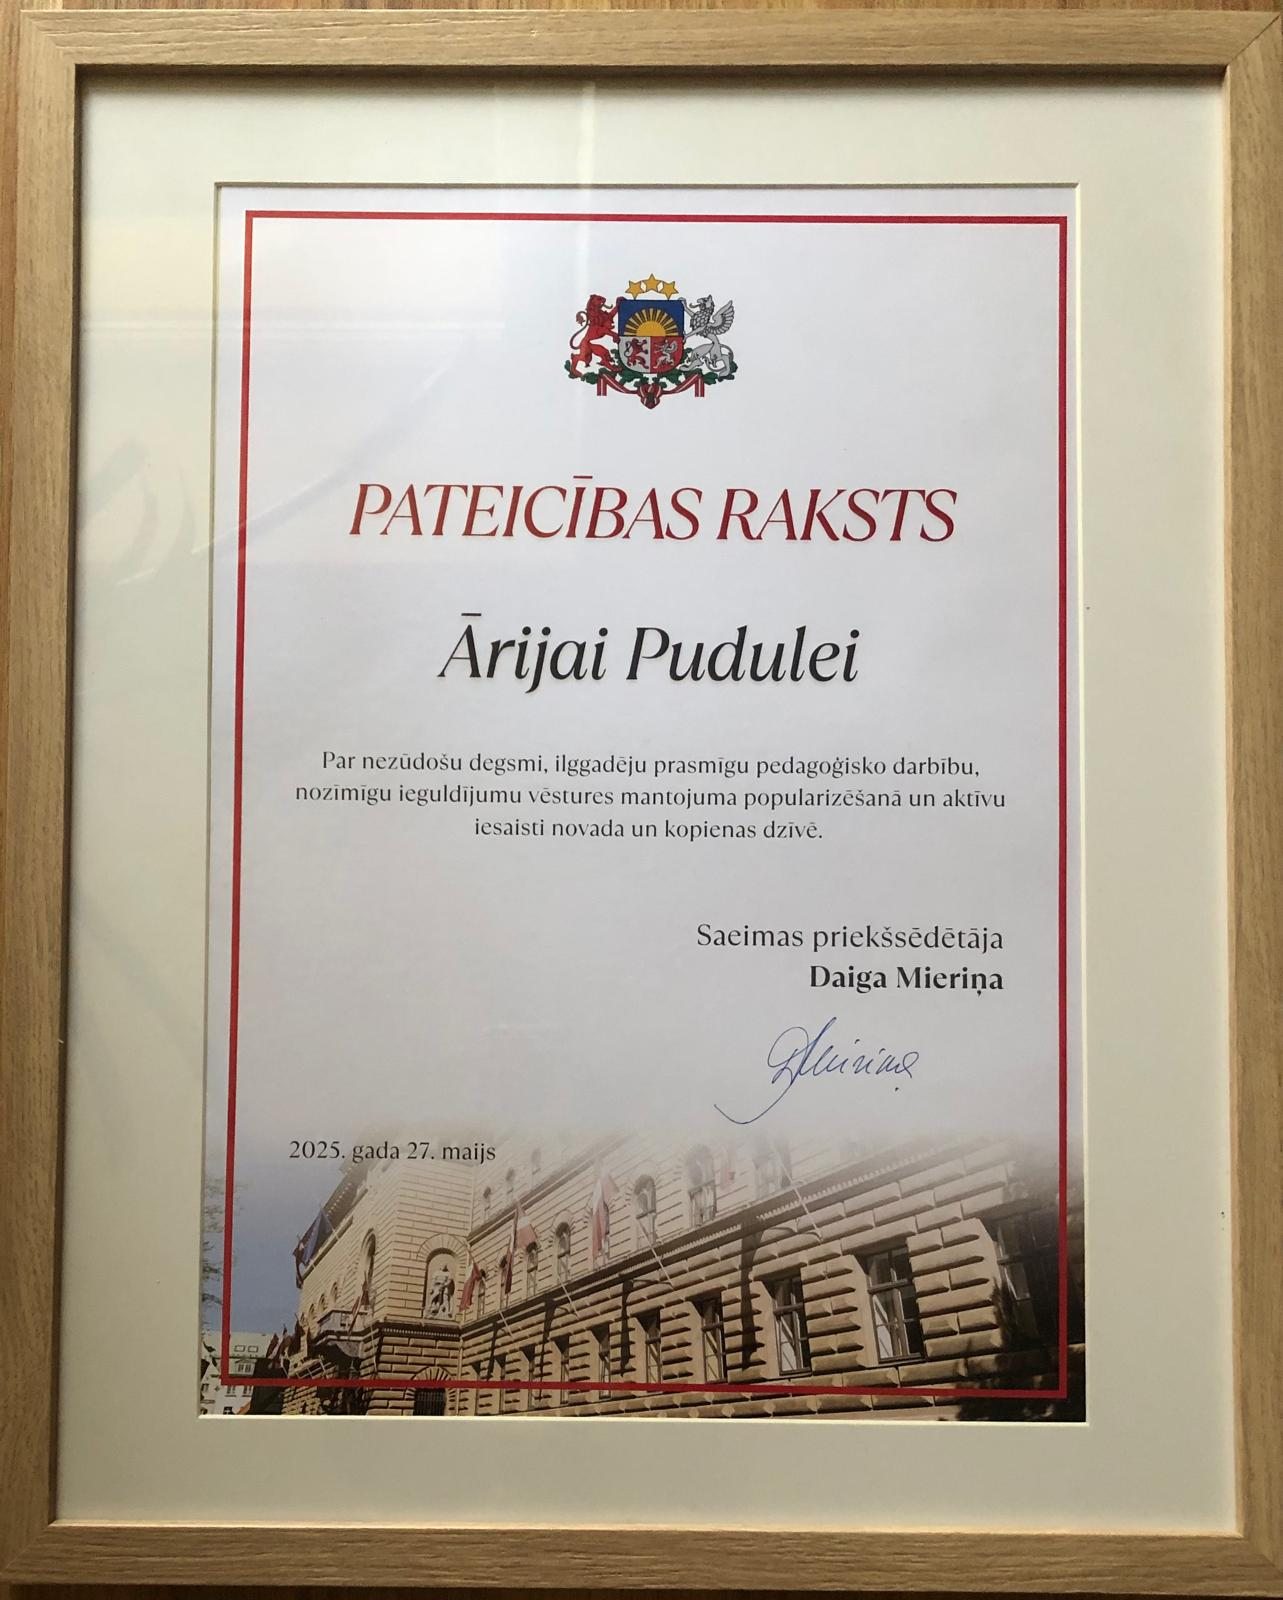 PATEICĪBAS RAKSTS
Ārijai Pudulei
Par nezūdošu degsmi, ilggadēju prasmīgu pedagoģisko darbību,
nozīmīgu ieguldījumu vēstures mantojuma popularizēšanā un aktīvu
iesaisti novada un kopienas dzīvē.
Saeimas priekšsēdētāja
Daiga Mieriņa
2025. gada 27. maijs